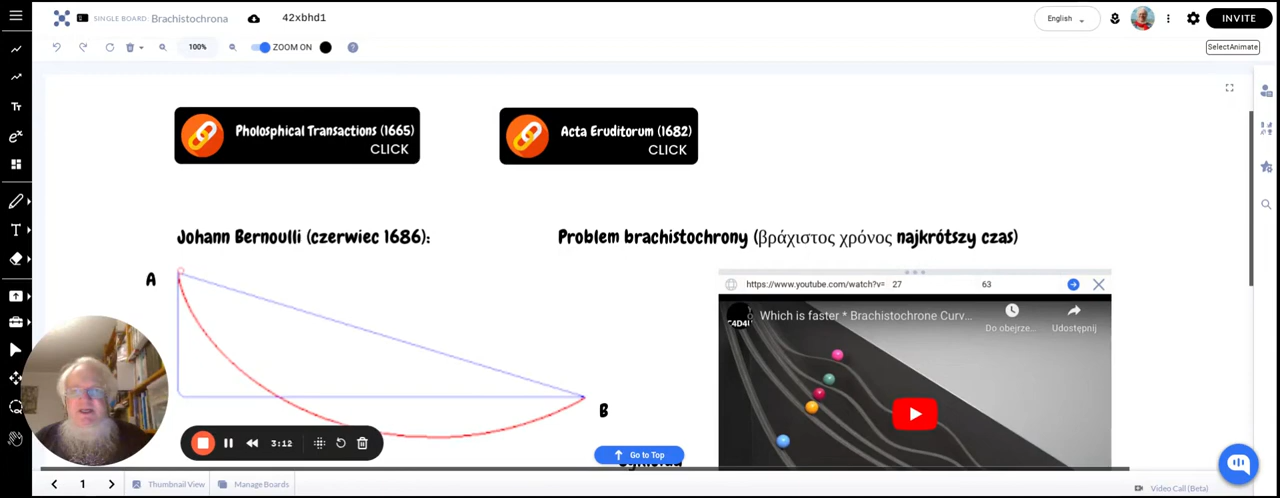 SINGLE BOARD: Brachistochrona
42xbhd1
English
INVITE
100%
ZOOM ON
?
SelectAnimate
Pholosphical Transactions (1665)
CLICK
Acta Eruditorum (1682)
CLICK
Johann Bernoulli (czerwiec 1686):
Problem brachistochrony (βράχιστος χρόνος najkrótszy czas)
A
B
https://www.youtube.com/watch?v= 27 63
Which is faster * Brachistochrone Curv...
Do obejrze...
Udostępnij
3:12
Go to Top
1
Thumbnail View
Manage Boards
Video Call (Beta)